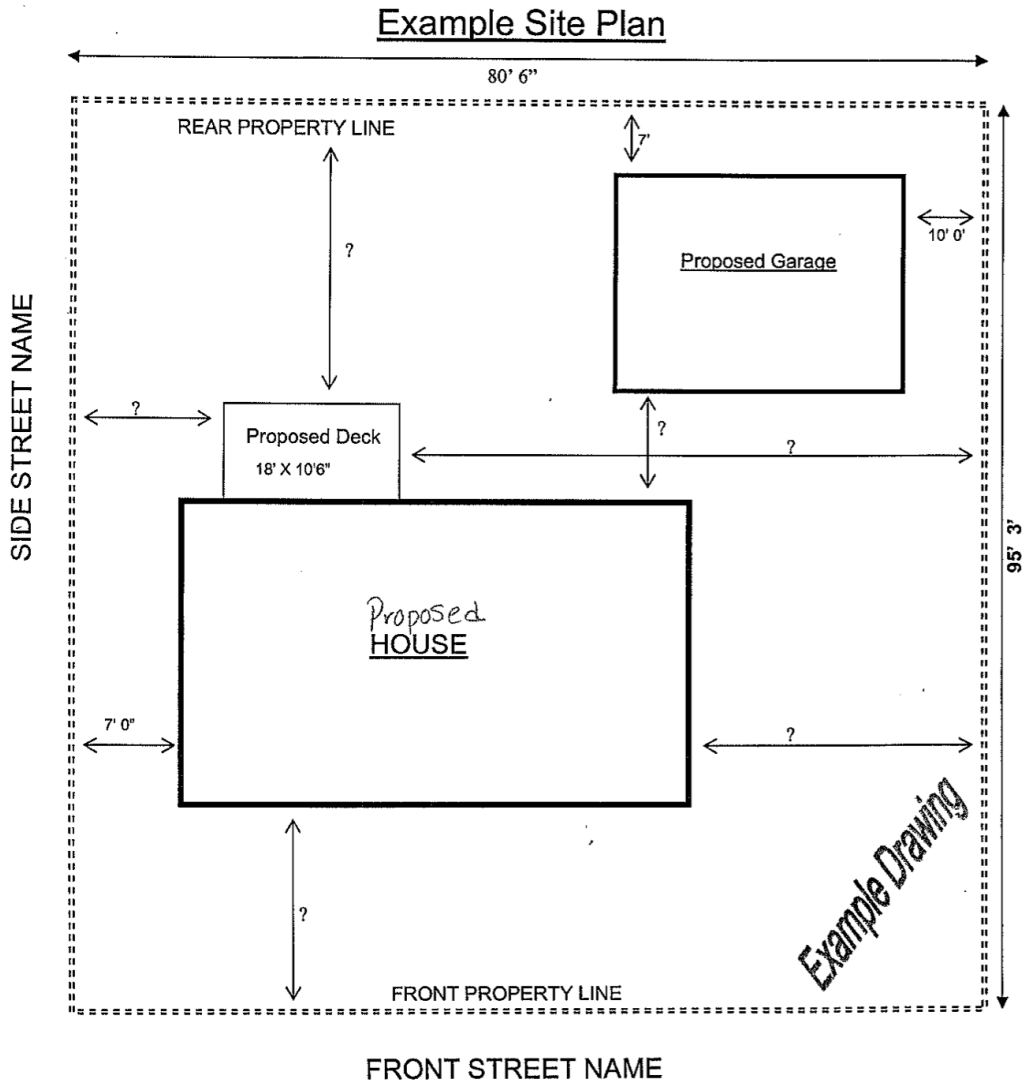 Example Site Plan
80' 6”
REAR PROPERTY LINE
7'
10' 0'
?
Proposed Garage
SIDE STREET NAME
?
?
?
Proposed Deck
18' X 10'6"
95' 3'
Proposed
HOUSE
7' 0"
?
?
Example Drawing
FRONT PROPERTY LINE
FRONT STREET NAME